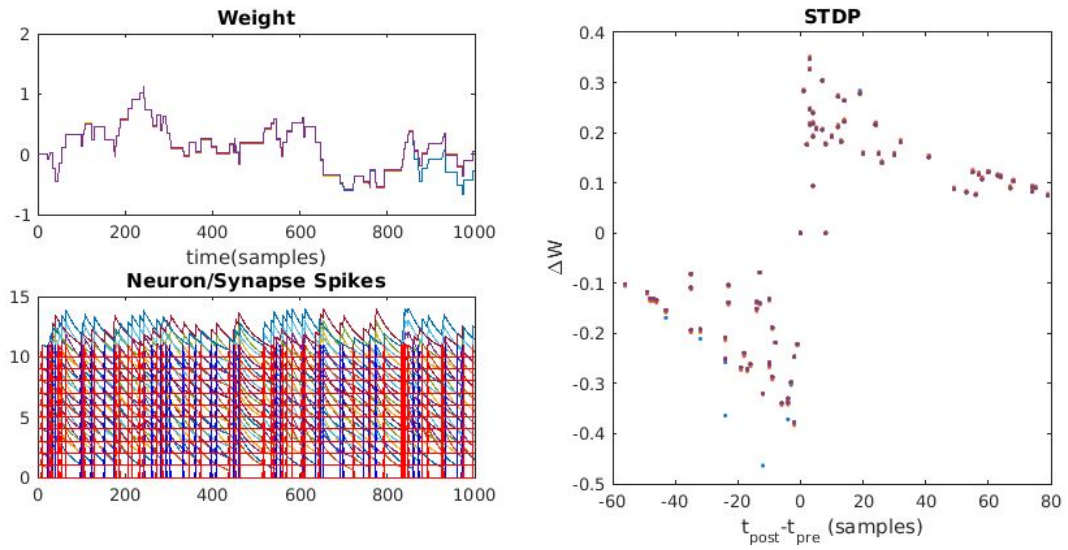 Weight
2
1
0
-1
0 200 400 600 800 1000
time(samples)
Neuron/Synapse Spikes
15
10
5
0
0 200 400 600 800 1000
STDP
0.4
0.3
0.2
0.1
0
-0.1
-0.2
-0.3
-0.4
-0.5
ΔW
-60 -40 -20 0 20 40 60 80
t_post-t_pre (samples)